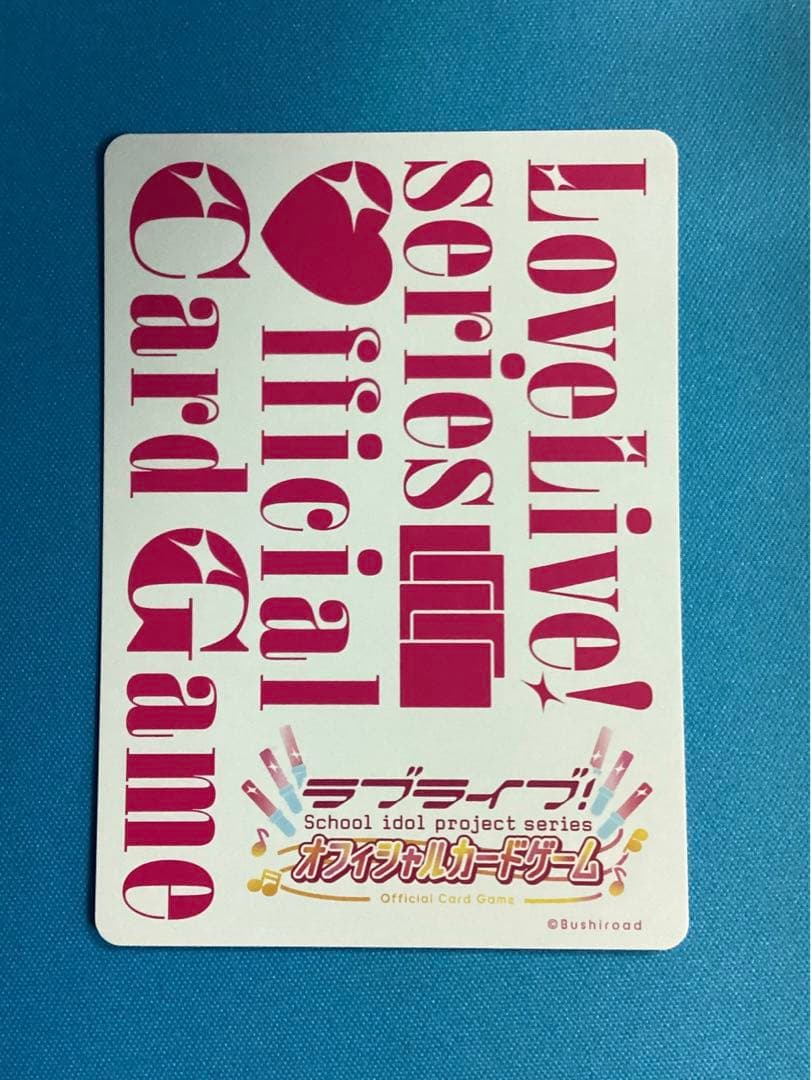 LoveLive!
series
Official
Card Game
ラブライブ!
School idol project series
オフィシャルカードゲーム
Official Card Game
©Bushiroad